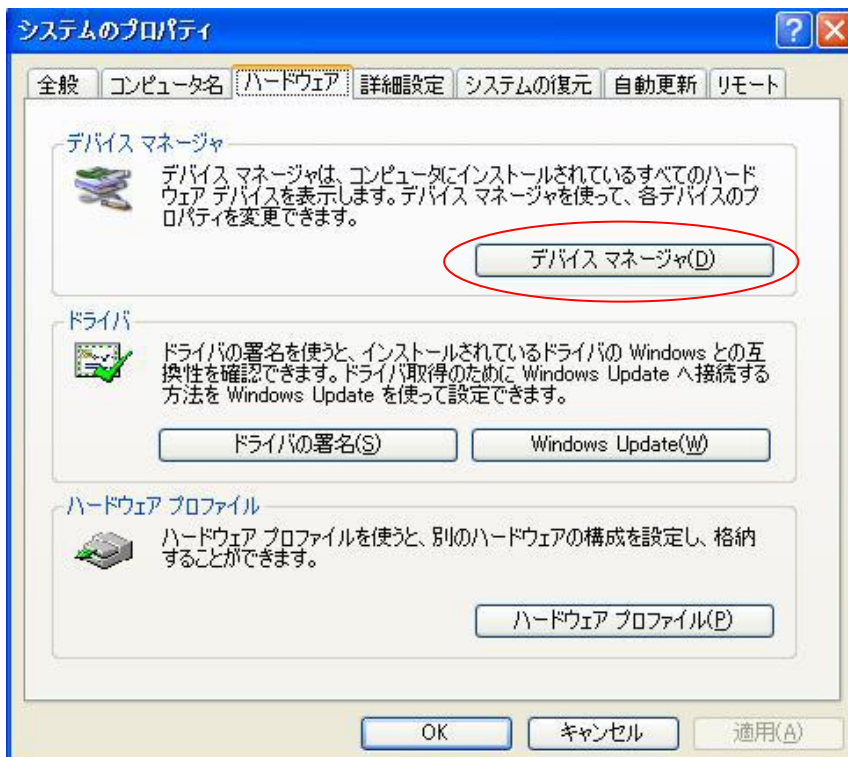 システムのプロパティ
全般 コンピュータ名 ハードウェア 詳細設定 システムの復元 自動更新 リモート
デバイス マネージャ
デバイス マネージャは、コンピュータにインストールされているすべてのハード
ウェア デバイスを表示します。デバイス マネージャを使って、各デバイスのプ
ロパティを変更できます。
デバイス マネージャ(D)
ドライバ
ドライバの署名を使うと、インストールされているドライバの Windows との互
換性を確認できます。ドライバ取得のために Windows Update へ接続する
方法を Windows Update を使って設定できます。
ドライバの署名(S) Windows Update(W)
ハードウェア プロファイル
ハードウェア プロファイルを使うと、別のハードウェアの構成を設定し、格納
することができます。
ハードウェア プロファイル(P)
OK キャンセル 適用(A)